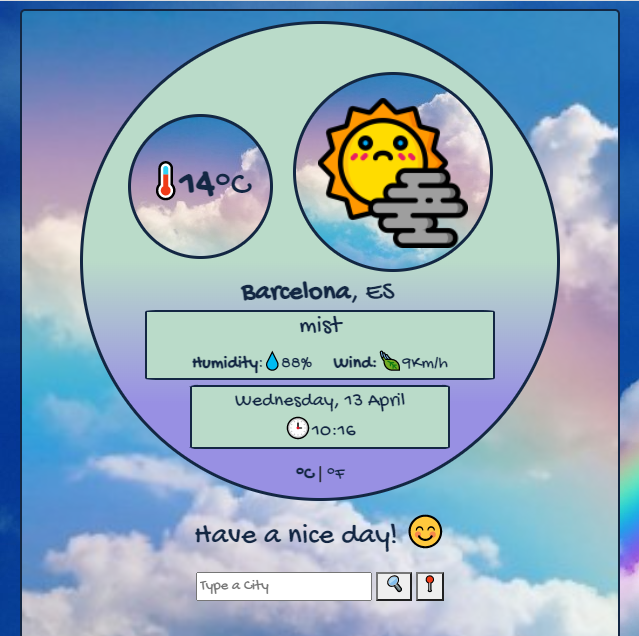 14°C
Barcelona, ES
mist
Humidity: 88% Wind: 9Km/h
Wednesday, 13 April
10:16
°C | °F
Have a nice day!
Type a City